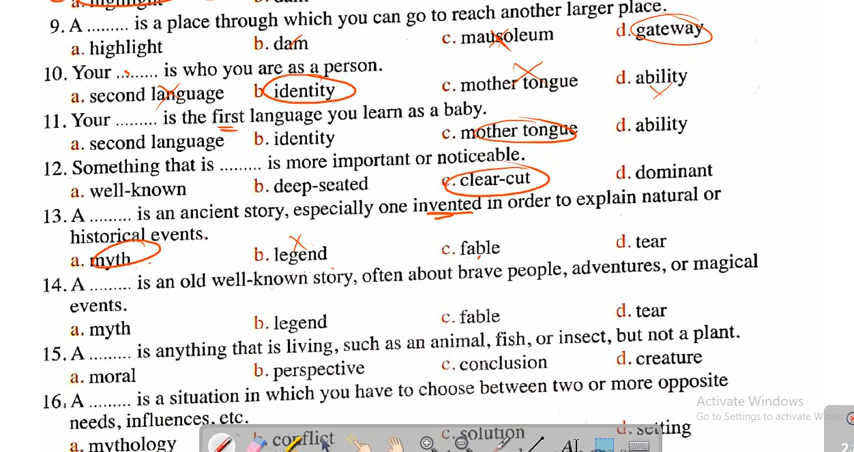 a. highlight
9. A ......... is a place through which you can go to reach another larger place.
a. highlight b. dam c. mausoleum d. gateway
10. Your ......... is who you are as a person.
a. second language b. identity c. mother tongue d. ability
11. Your ......... is the first language you learn as a baby.
a. second language b. identity c. mother tongue d. ability
12. Something that is ......... is more important or noticeable.
a. well-known b. deep-seated c. clear-cut d. dominant
13. A ......... is an ancient story, especially one invented in order to explain natural or
historical events.
a. myth b. legend c. fable d. tear
14. A ......... is an old well-known story, often about brave people, adventures, or magical
events.
a. myth b. legend c. fable d. tear
15. A ......... is anything that is living, such as an animal, fish, or insect, but not a plant.
a. moral b. perspective c. conclusion d. creature
16. A ......... is a situation in which you have to choose between two or more opposite
needs, influences, etc.
a. mythology b. conflict c. solution d. setting
Activate Windows
Go to Settings to activate